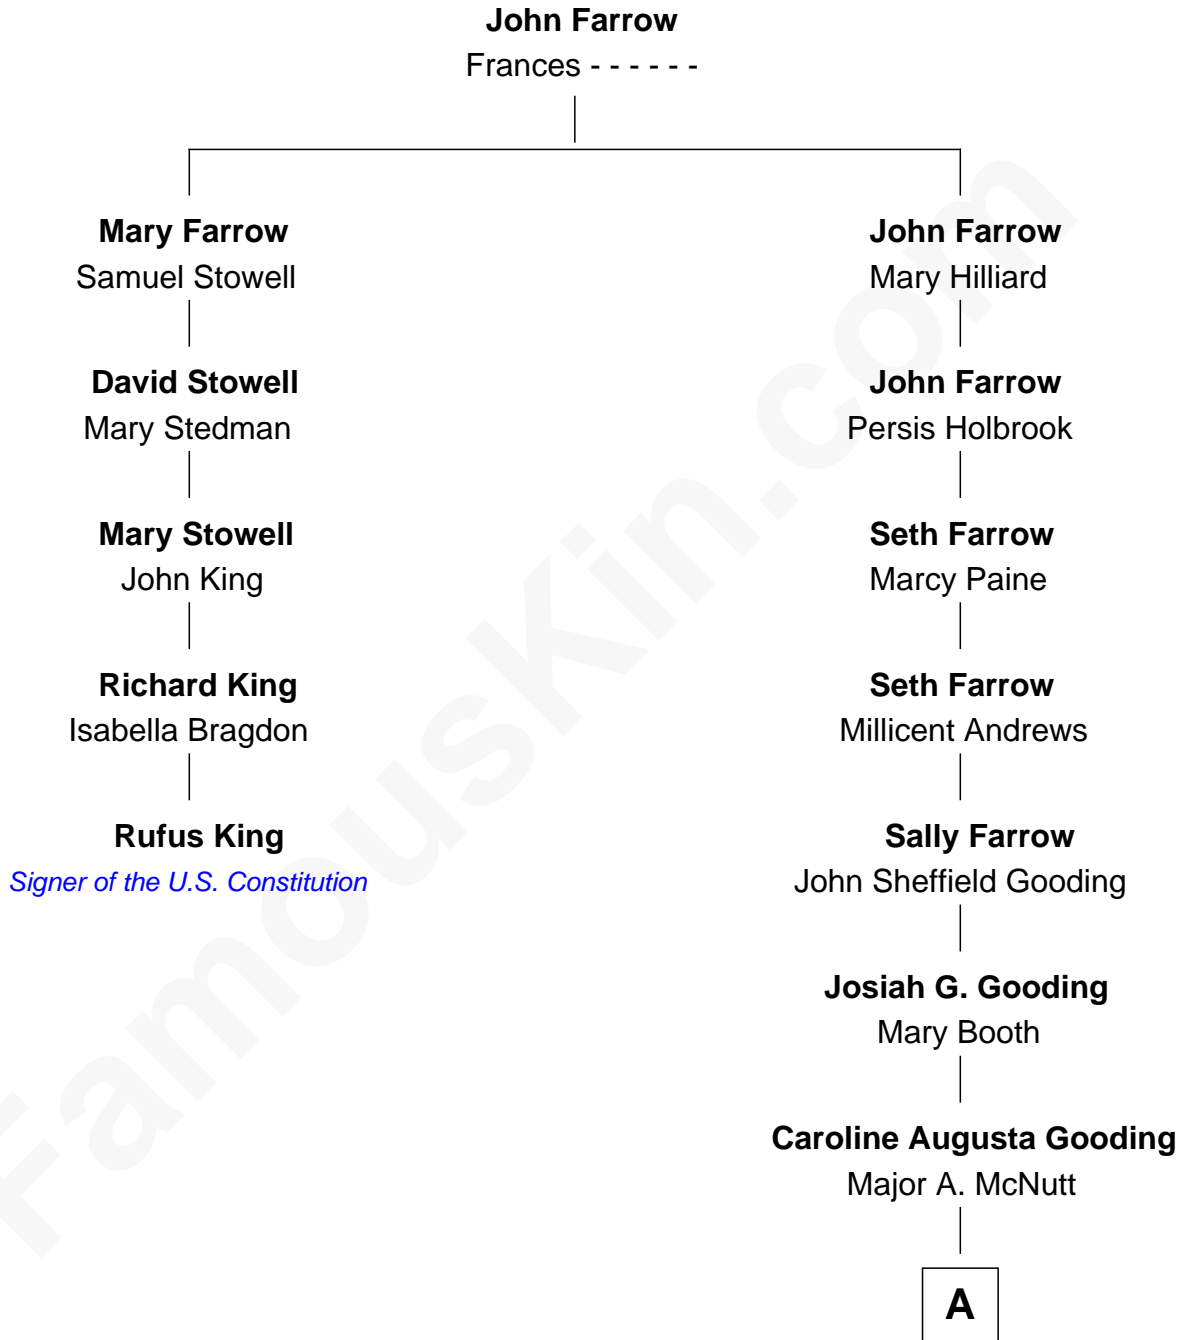 John Farrow
Frances - - - - - -
Mary Farrow
Samuel Stowell
John Farrow
Mary Hilliard
David Stowell
Mary Stedman
John Farrow
Persis Holbrook
Mary Stowell
John King
Seth Farrow
Marcy Paine
Richard King
Isabella Bragdon
Seth Farrow
Millicent Andrews
Rufus King
Signer of the U.S. Constitution
Sally Farrow
John Sheffield Gooding
Josiah G. Gooding
Mary Booth
Caroline Augusta Gooding
Major A. McNutt
A
FamousKin.com